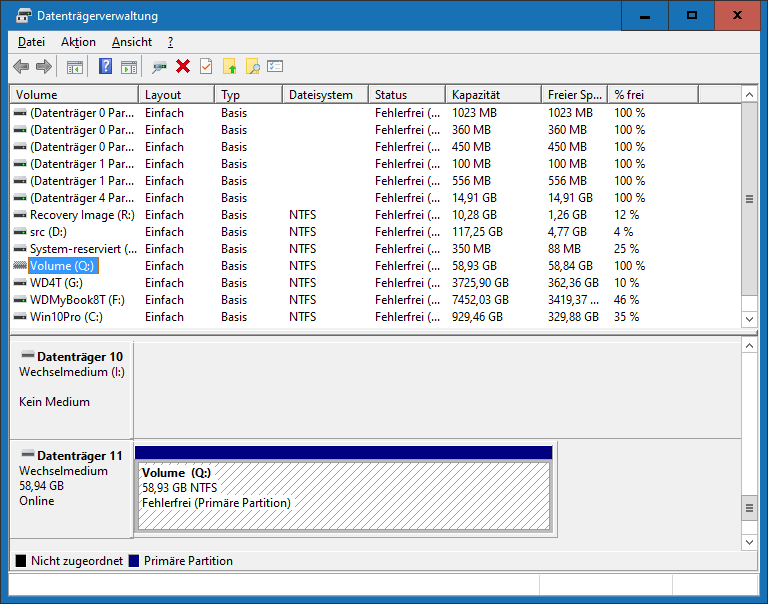 Datenträgerverwaltung
Datei Aktion Ansicht ?
Volume Layout Typ Dateisystem Status Kapazität Freier Sp... % frei
(Datenträger 0 Par... Einfach Basis Fehlerfrei (... 1023 MB 1023 MB 100 %
(Datenträger 0 Par... Einfach Basis Fehlerfrei (... 360 MB 360 MB 100 %
(Datenträger 0 Par... Einfach Basis Fehlerfrei (... 450 MB 450 MB 100 %
(Datenträger 1 Par... Einfach Basis Fehlerfrei (... 100 MB 100 MB 100 %
(Datenträger 1 Par... Einfach Basis Fehlerfrei (... 556 MB 556 MB 100 %
(Datenträger 4 Par... Einfach Basis Fehlerfrei (... 14,91 GB 14,91 GB 100 %
Recovery Image (R:) Einfach Basis NTFS Fehlerfrei (... 10,28 GB 1,26 GB 12 %
src (D:) Einfach Basis NTFS Fehlerfrei (... 117,25 GB 4,77 GB 4 %
System-reserviert (... Einfach Basis NTFS Fehlerfrei (... 350 MB 88 MB 25 %
Volume (Q:) Einfach Basis NTFS Fehlerfrei (... 58,93 GB 58,84 GB 100 %
WD4T (G:) Einfach Basis NTFS Fehlerfrei (... 3725,90 GB 362,36 GB 10 %
WDMyBook8T (F:) Einfach Basis NTFS Fehlerfrei (... 7452,03 GB 3419,37 ... 46 %
Win10Pro (C:) Einfach Basis NTFS Fehlerfrei (... 929,46 GB 329,88 GB 35 %
Datenträger 10
Wechselmedium (I:)
Kein Medium
Datenträger 11
Wechselmedium
58,94 GB
Online
Volume (Q:)
58,93 GB NTFS
Fehlerfrei (Primäre Partition)
Nicht zugeordnet Primäre Partition